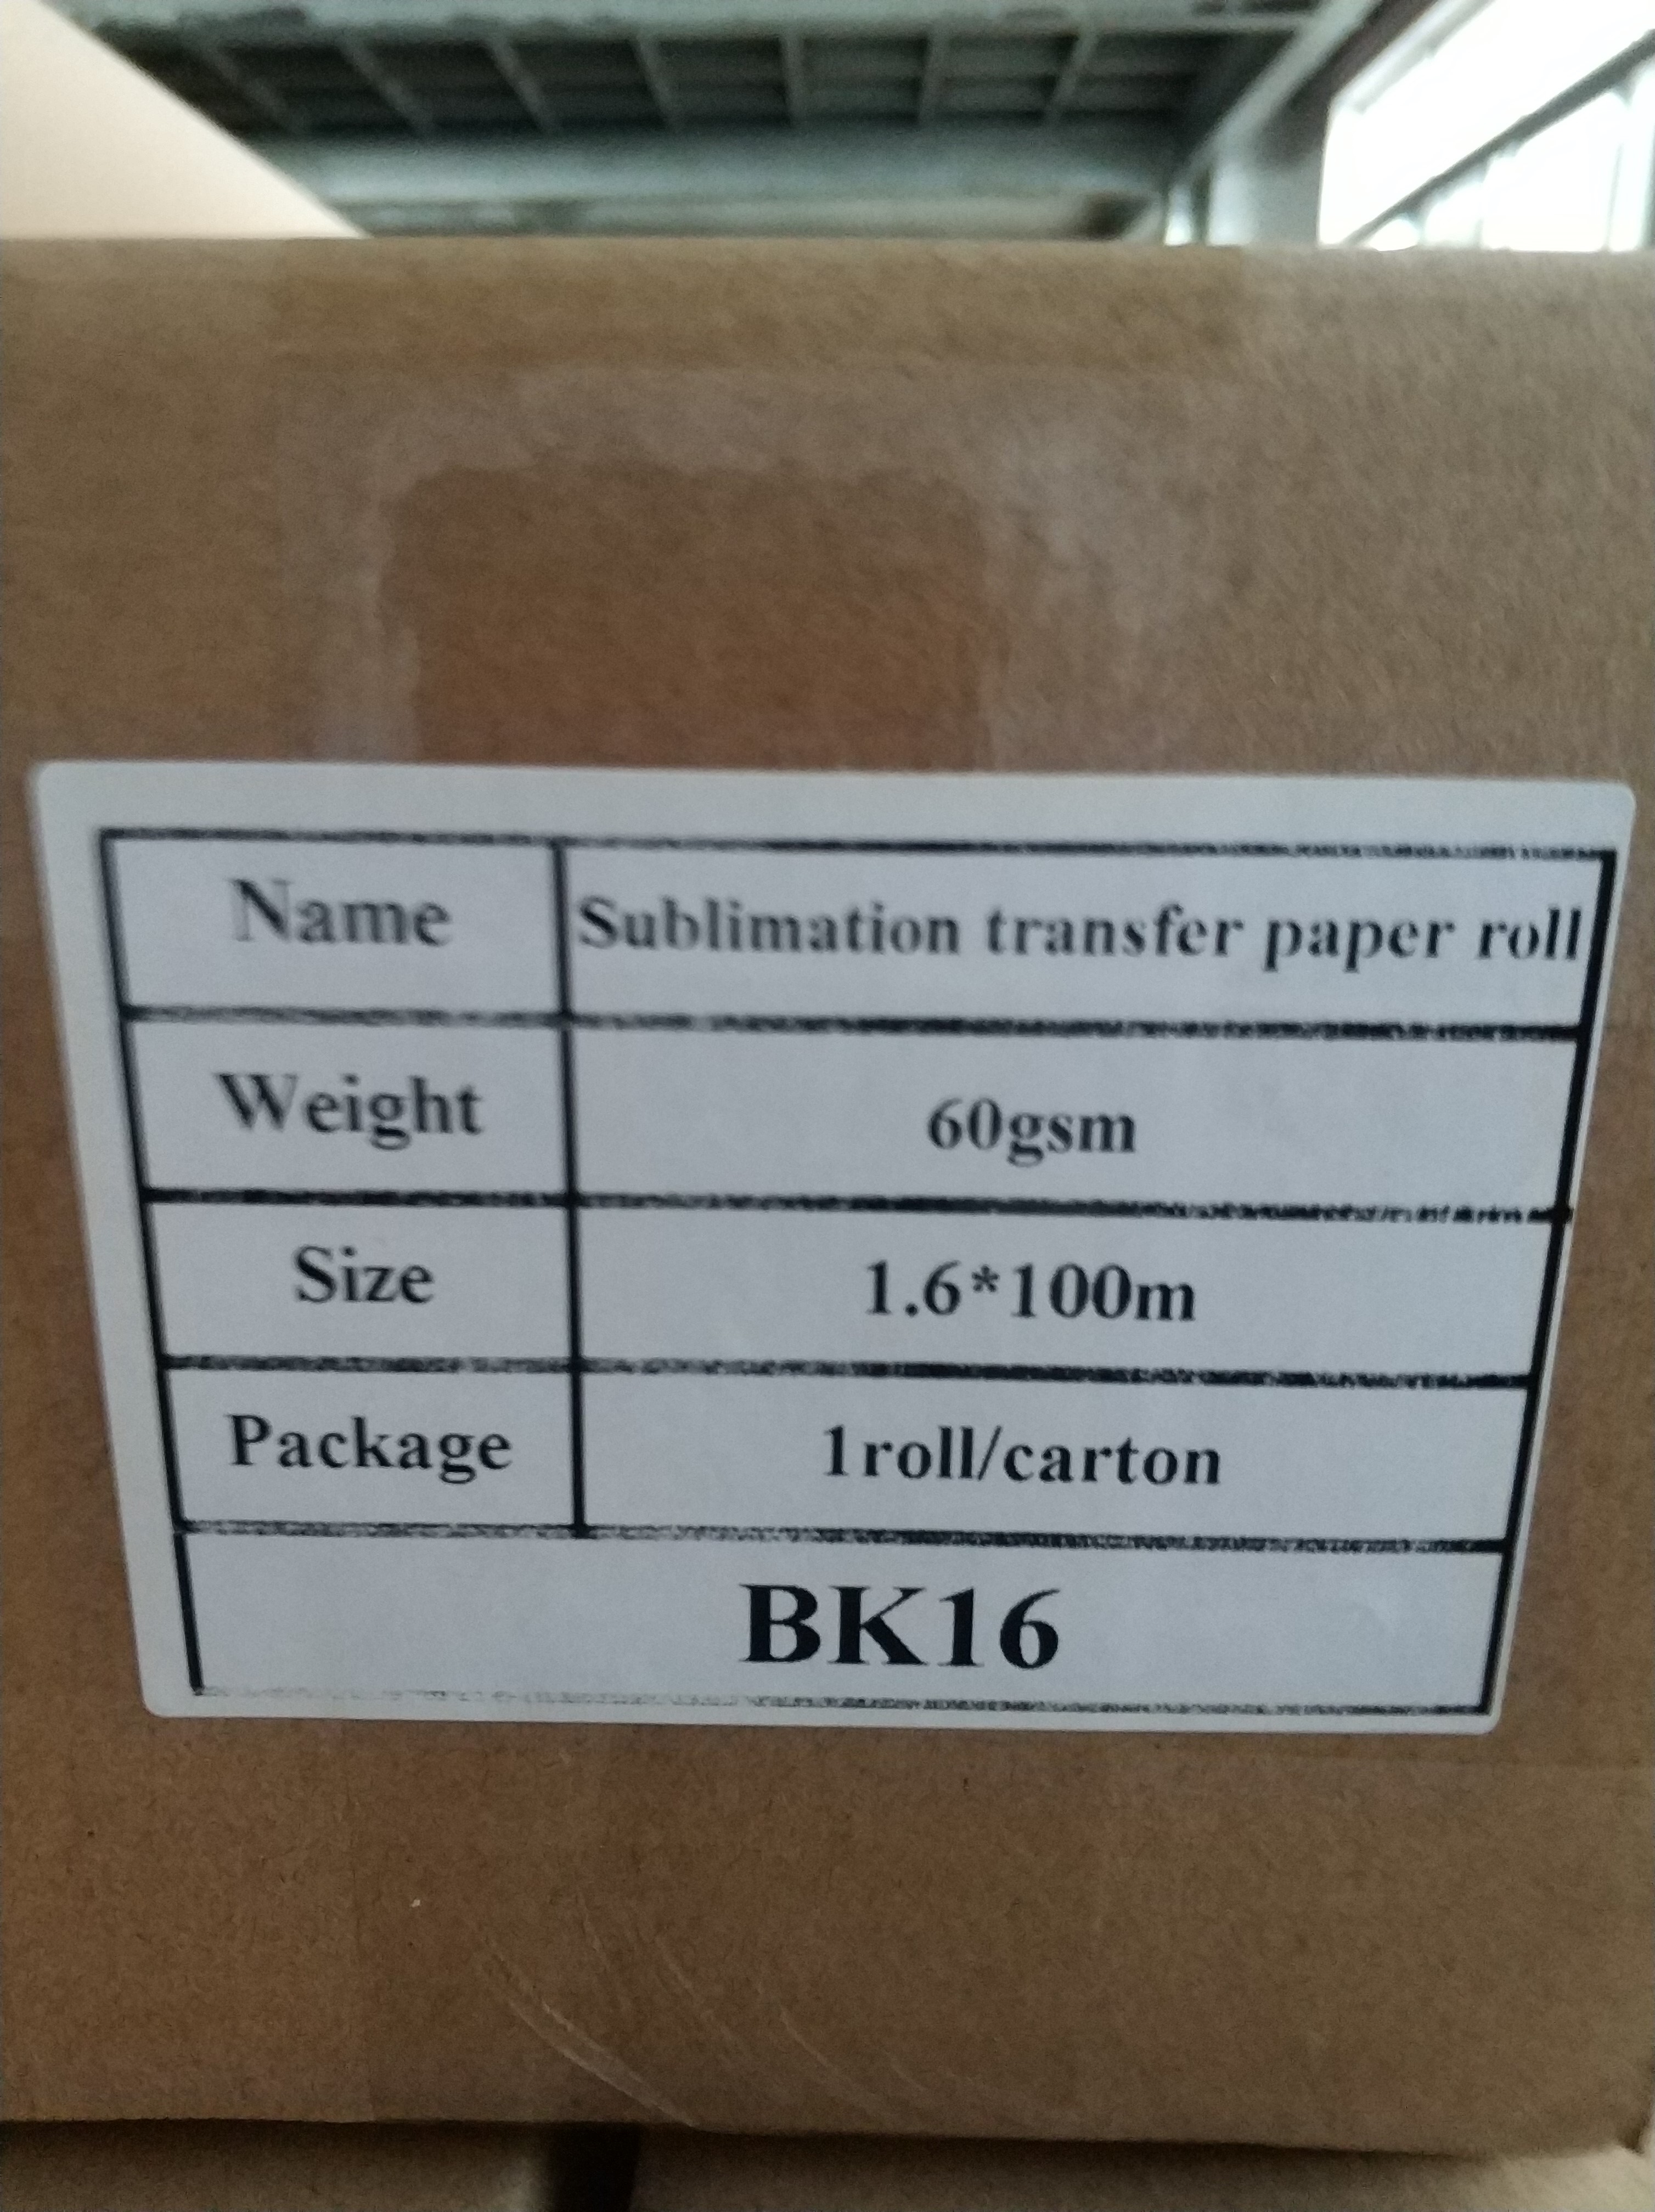 Name Sublimation transfer paper roll
Weight 60gsm
Size 1.6*100m
Package 1roll/carton
BK16